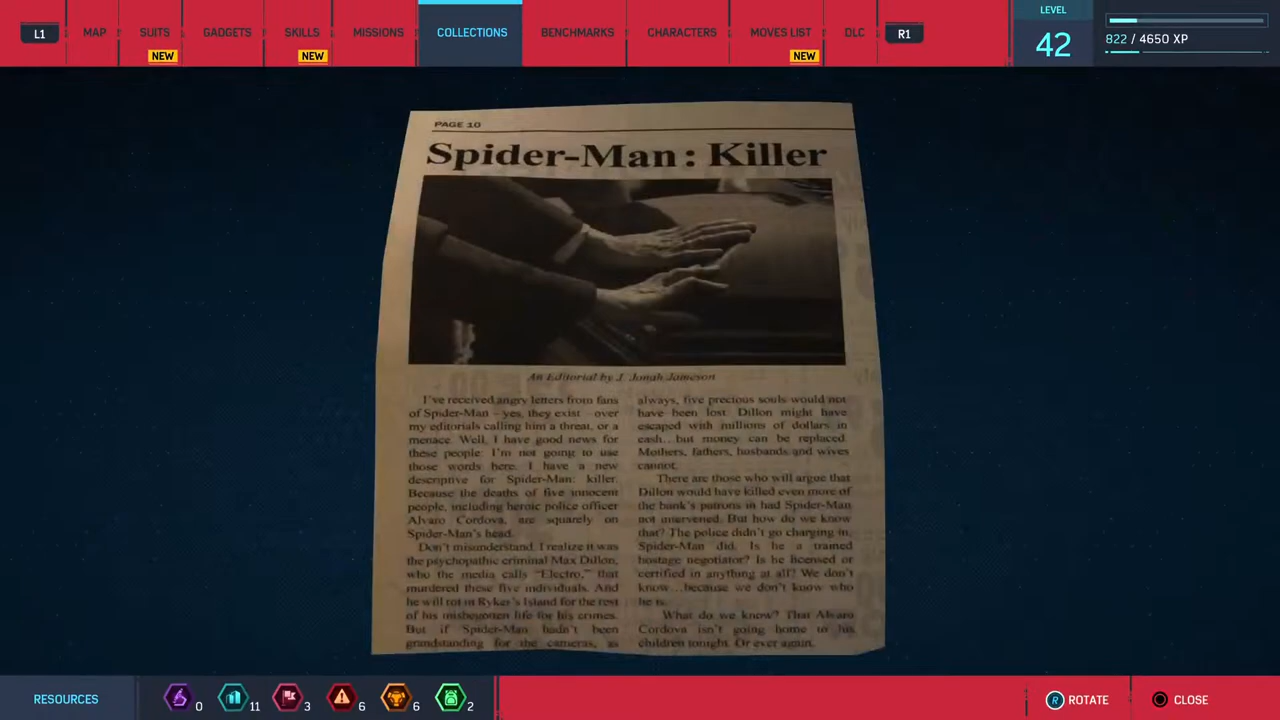 L1 MAP SUITS GADGETS SKILLS MISSIONS COLLECTIONS BENCHMARKS CHARACTERS MOVES LIST DLC R1
NEW NEW NEW
LEVEL
42
822 / 4650 XP
PAGE 10
Spider-Man: Killer
An Editorial by J. Jonah Jameson
I've received angry letters from fans
of Spider-Man - yes, they exist - over
my editorials calling him a threat, or a
menace. Well, I have good news for
these people: I'm not going to use
those words here. I have a new
descriptive for Spider-Man: killer.
Because the deaths of five innocent
people, including heroic police officer
Alvaro Cordova, are squarely on
Spider-Man's head.
Don't misunderstand, I realize it was
the psychopathic criminal Max Dillon,
who the media calls "Electro," that
murdered these five individuals. And
he will rot in Ryker's Island for the rest
of his misbegotten life for his crimes.
But if Spider-Man hadn't been
grandstanding for the cameras, as
always, five precious souls would not
have been lost. Dillon might have
escaped with millions of dollars in
cash...but money can be replaced.
Mothers, fathers, husbands and wives
cannot.
There are those who will argue that
Dillon would have killed even more of
the bank's patrons in had Spider-Man
not intervened. But how do we know
that? The police didn't go charging in,
Spider-Man did. Is he a trained
hostage negotiator? Is he licensed or
certified in anything at all? We don't
know...because we don't know who
he is.
What do we know? That Alvaro
Cordova isn't going home to his
children tonight. Or ever again.
RESOURCES 0 11 3 6 6 2
R ROTATE CLOSE